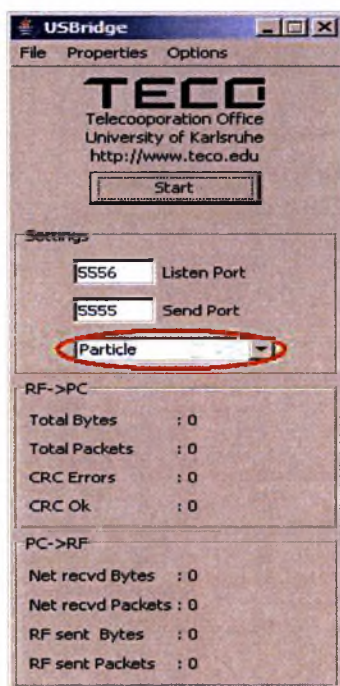 USBridge
File Properties Options
TECO
Telecooporation Office
University of Karlsruhe
http://www.teco.edu
Start
Settings
5556 Listen Port
5555 Send Port
Particle
RF->PC
Total Bytes : 0
Total Packets : 0
CRC Errors : 0
CRC Ok : 0
PC->RF
Net recvd Bytes : 0
Net recvd Packets : 0
RF sent Bytes : 0
RF sent Packets : 0